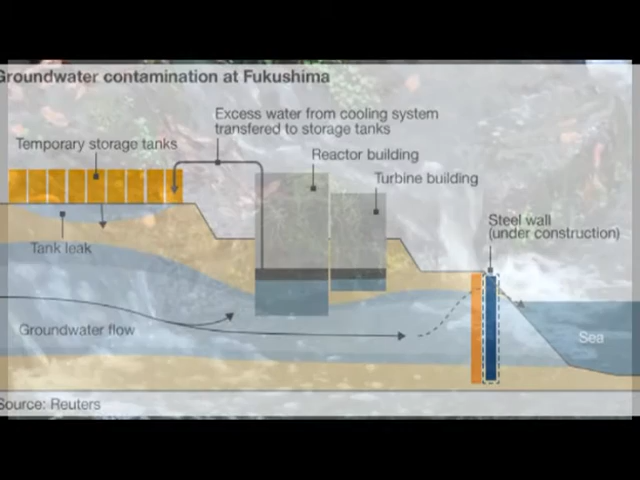 Groundwater contamination at Fukushima
Excess water from cooling system
transfered to storage tanks
Temporary storage tanks
Reactor building
Turbine building
Steel wall
(under construction)
Tank leak
Groundwater flow
Sea
Source: Reuters